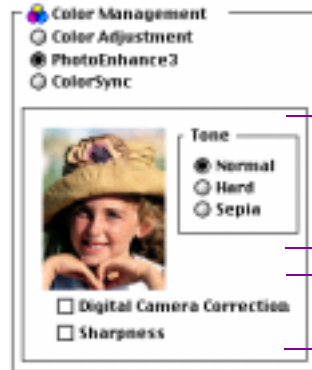 Color Management
Color Adjustment
PhotoEnhance3
ColorSync
Tone
Normal
Hard
Sepia
Digital Camera Correction
Sharpness